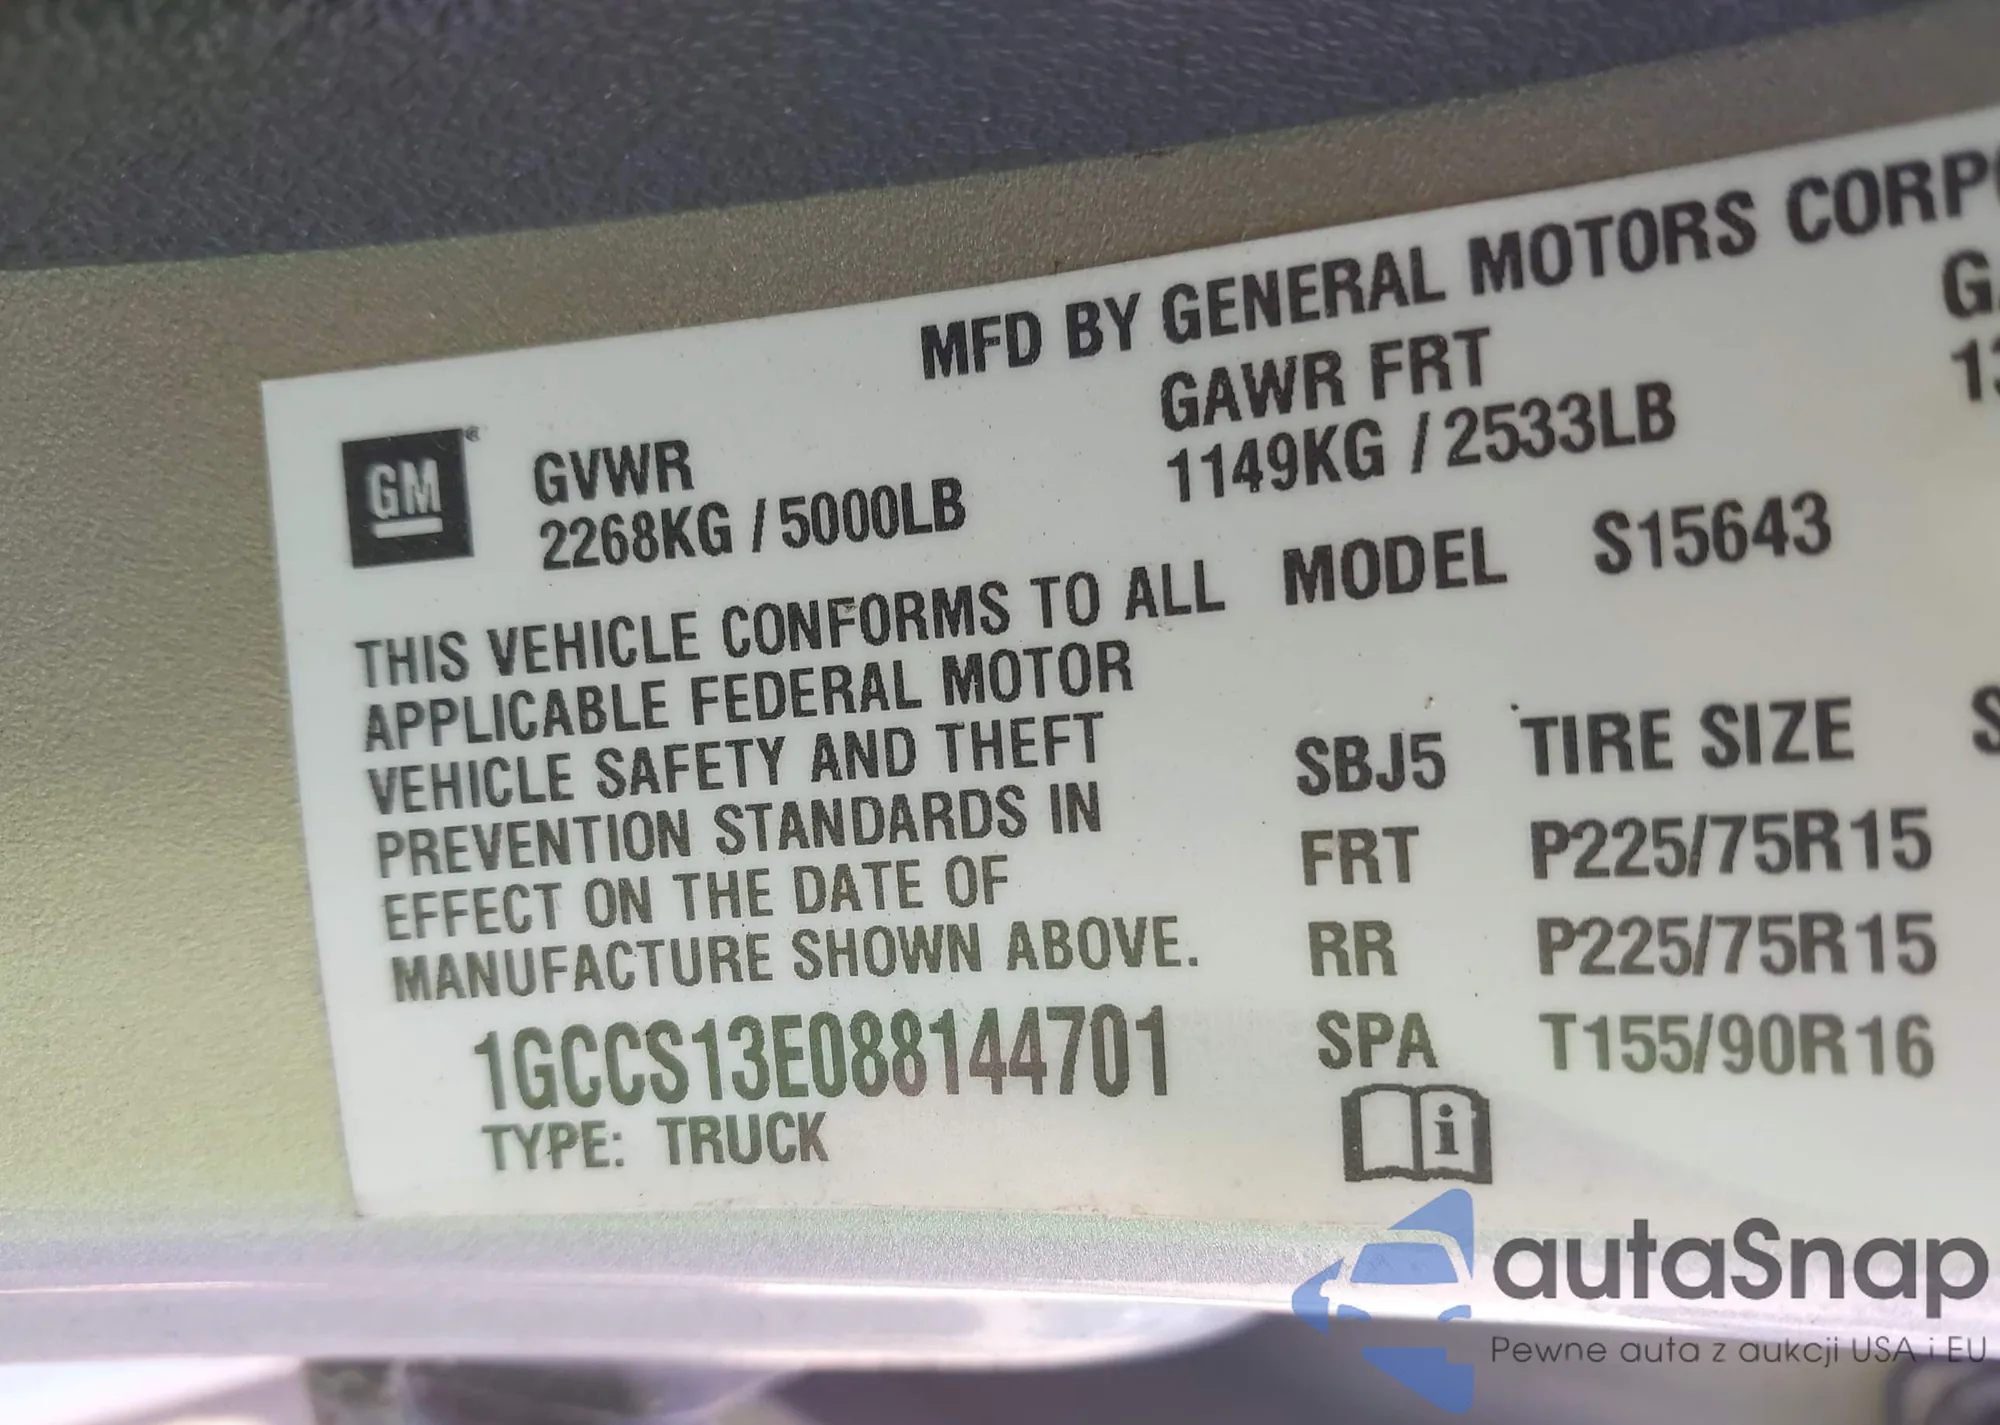 MFD BY GENERAL MOTORS CORP
GM
GVWR
2268KG / 5000LB
GAWR FRT
1149KG / 2533LB
THIS VEHICLE CONFORMS TO ALL
APPLICABLE FEDERAL MOTOR
VEHICLE SAFETY AND THEFT
PREVENTION STANDARDS IN
EFFECT ON THE DATE OF
MANUFACTURE SHOWN ABOVE.
1GCCS13E088144701
TYPE: TRUCK
MODEL S15643
SBJ5 TIRE SIZE
FRT P225/75R15
RR P225/75R15
SPA T155/90R16
i
autaSnap
Pewne auta z aukcji USA i EU